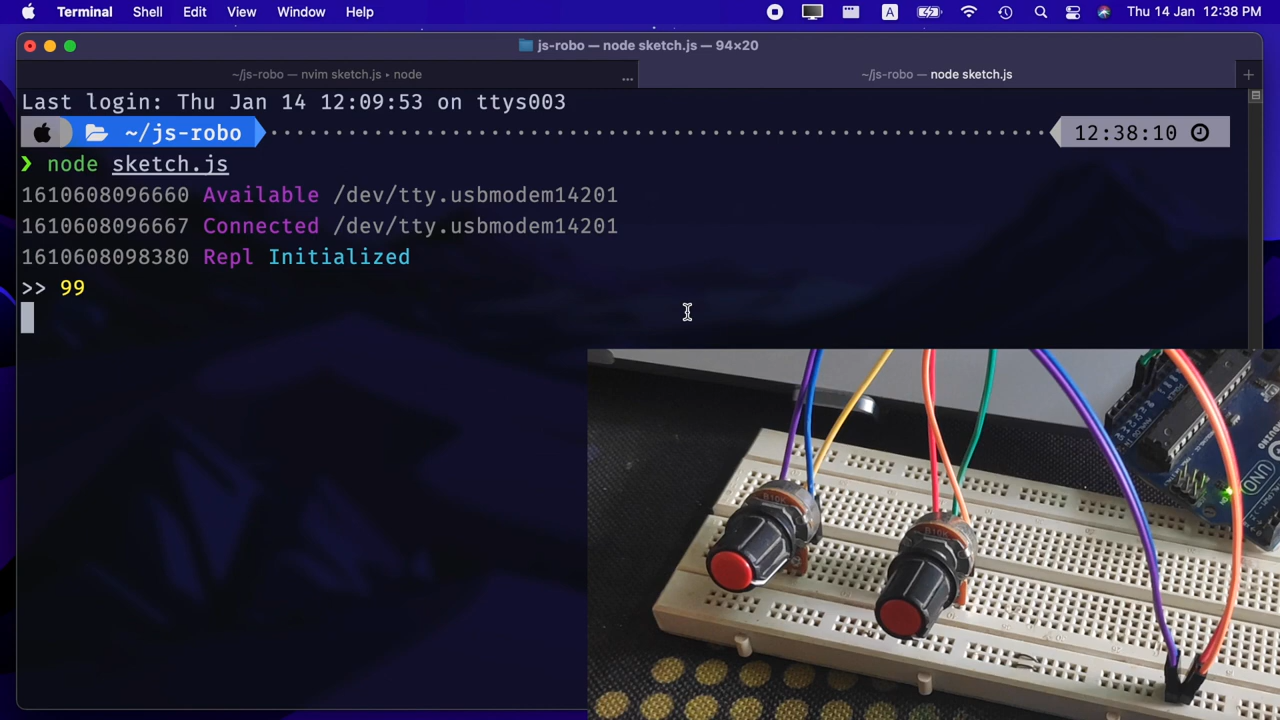 Terminal Shell Edit View Window Help A Thu 14 Jan 12:38 PM
js-robo — node sketch.js — 94×20
~/js-robo — nvim sketch.js ▸ node ... ~/js-robo — node sketch.js +
Last login: Thu Jan 14 12:09:53 on ttys003
~/js-robo 12:38:10
❯ node sketch.js
1610608096660 Available /dev/tty.usbmodem14201
1610608096667 Connected /dev/tty.usbmodem14201
1610608098380 Repl Initialized
>> 99
B10K
B10K
UNO